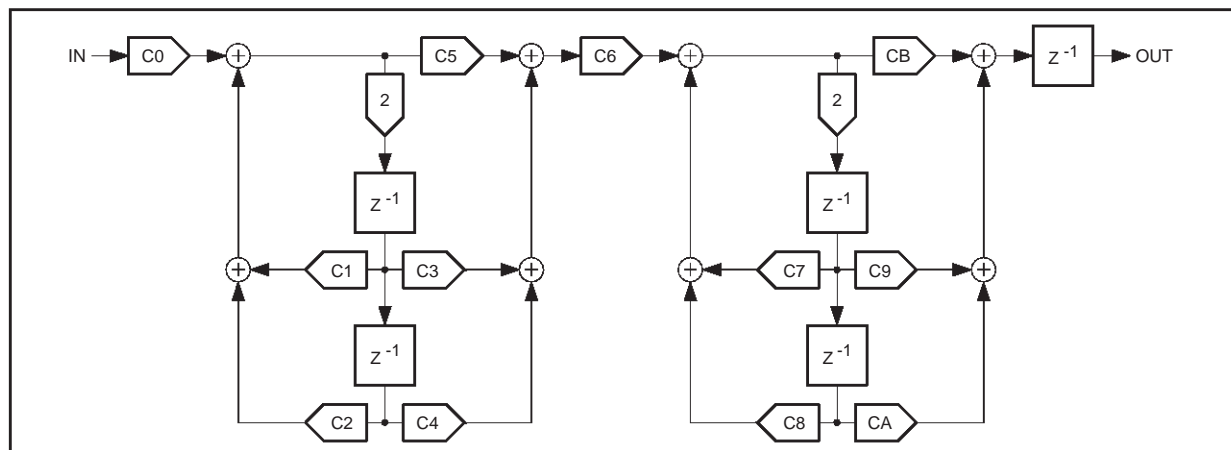 IN C0 C5 C6 CB Z -1 OUT
2 2
Z -1 Z -1
C1 C3 C7 C9
Z -1 Z -1
C2 C4 C8 CA